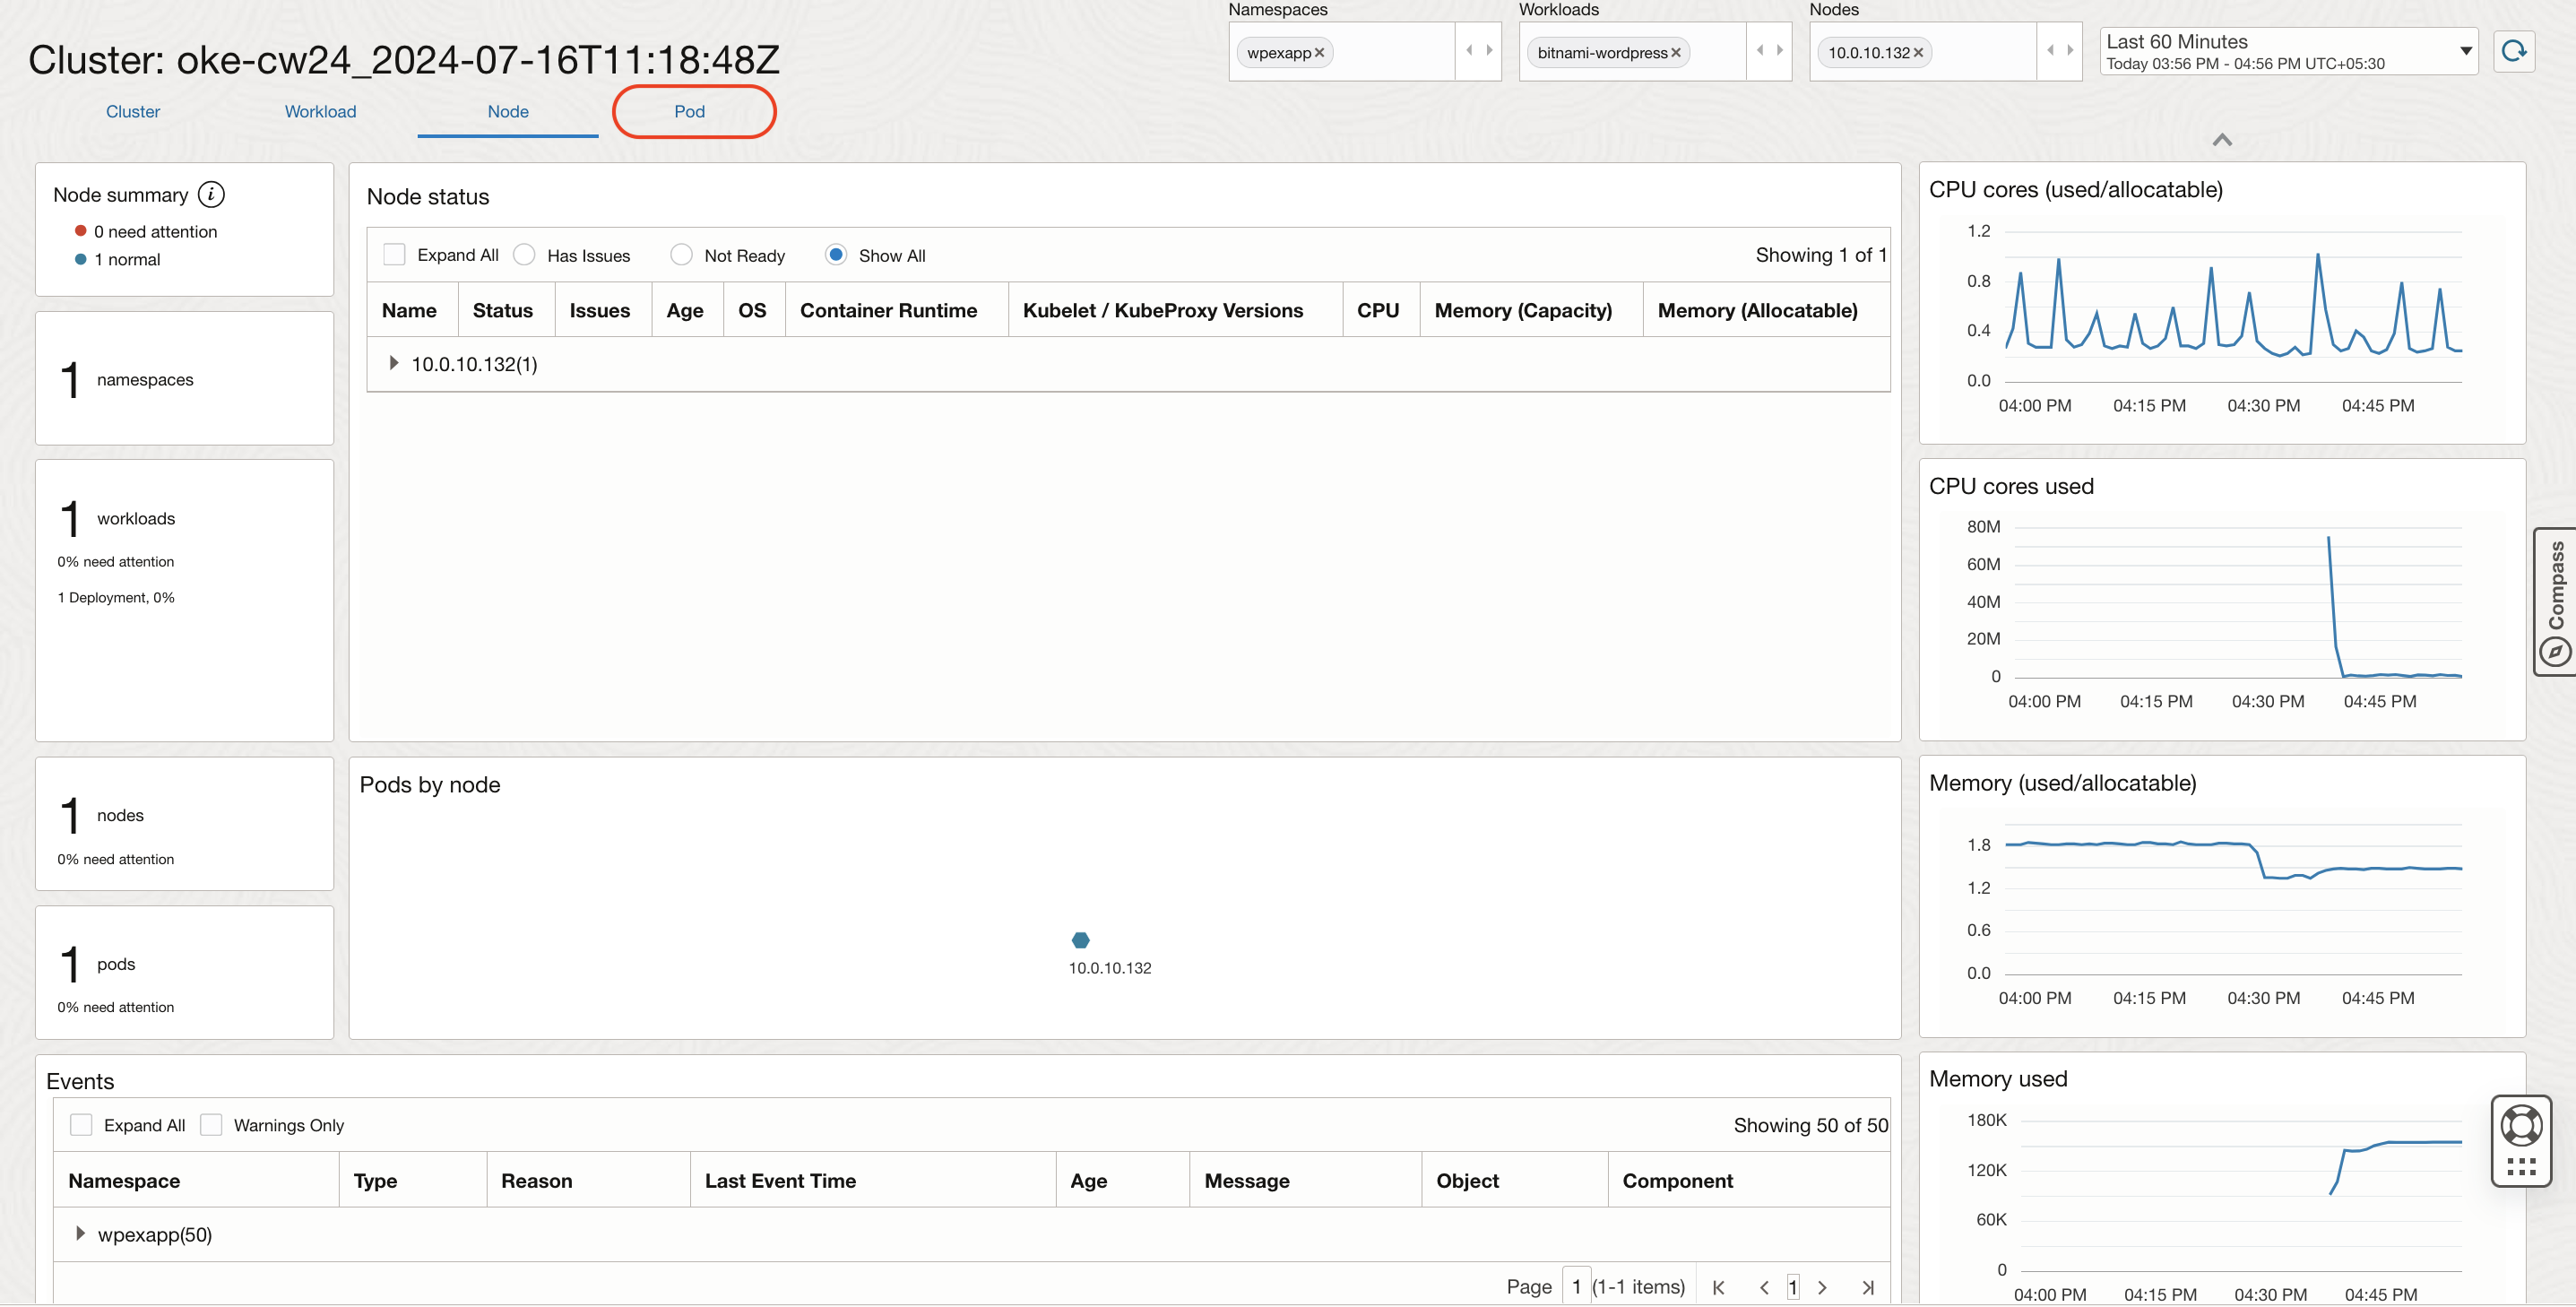 Namespaces
Workloads
Nodes
Cluster: oke-cw24_2024-07-16T11:18:48Z
wpexapp×
bitnami-wordpress×
10.0.10.132×
Last 60 Minutes
Today 03:56 PM - 04:56 PM UTC+05:30
Cluster
Workload
Node
Pod
Node summary i
0 need attention
1 normal
1 namespaces
1 workloads
0% need attention
1 Deployment, 0%
1 nodes
0% need attention
1 pods
0% need attention
Node status
Expand All
Has Issues
Not Ready
Show All
Showing 1 of 1
Name
Status
Issues
Age
OS
Container Runtime
Kubelet / KubeProxy Versions
CPU
Memory (Capacity)
Memory (Allocatable)
10.0.10.132(1)
Pods by node
10.0.10.132
Events
Expand All
Warnings Only
Showing 50 of 50
Namespace
Type
Reason
Last Event Time
Age
Message
Object
Component
wpexapp(50)
Page 1 (1-1 items)
1
CPU cores (used/allocatable)
1.2
0.8
0.4
0.0
04:00 PM
04:15 PM
04:30 PM
04:45 PM
CPU cores used
80M
60M
40M
20M
0
04:00 PM
04:15 PM
04:30 PM
04:45 PM
Memory (used/allocatable)
1.8
1.2
0.6
0.0
04:00 PM
04:15 PM
04:30 PM
04:45 PM
Memory used
180K
120K
60K
0
04:00 PM
04:15 PM
04:30 PM
04:45 PM
Compass